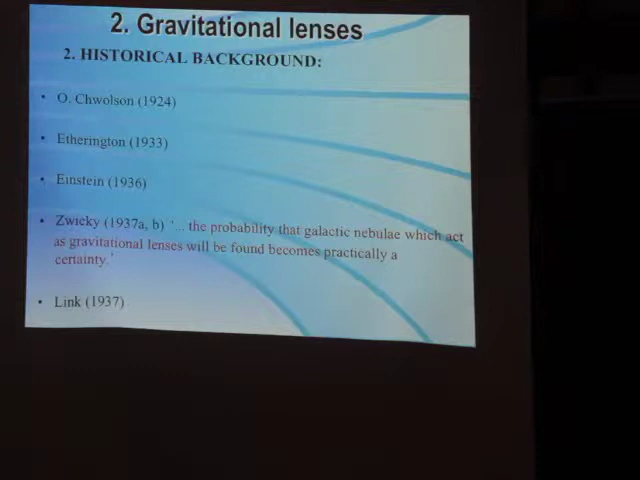 2. Gravitational lenses
2. HISTORICAL BACKGROUND:
• O. Chwolson (1924)
• Etherington (1933)
• Einstein (1936)
• Zwicky (1937a, b) '... the probability that galactic nebulae which act
as gravitational lenses will be found becomes practically a
certainty.'
• Link (1937)